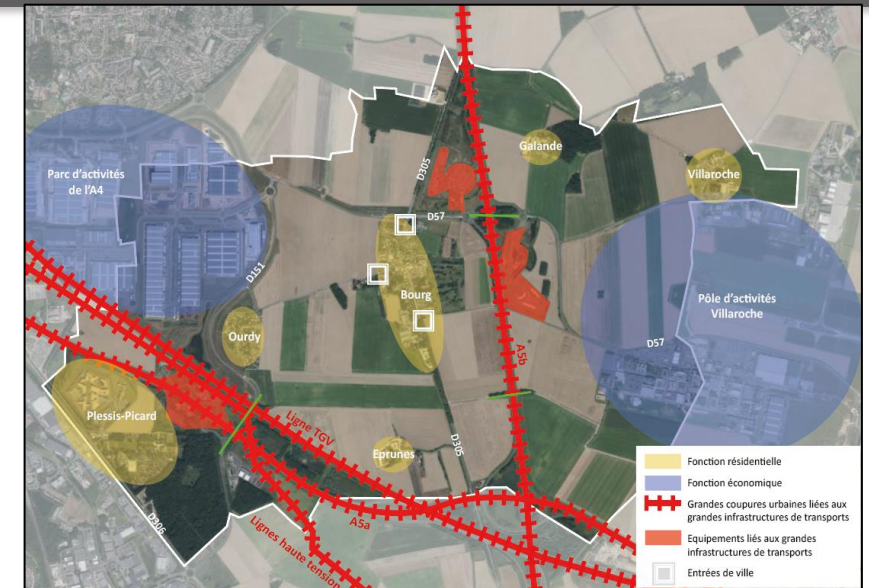 D305
Galande
Parc d'activités
de l'A4
Villaroche
D57
D151
Bourg
Pôle d'activités
Villaroche
Ourdy
D57
A5b
Plessis-Picard
Ligne TGV
Eprunes
D305
D306
A5a
Lignes haute tension
Fonction résidentielle
Fonction économique
Grandes coupures urbaines liées aux
grandes infrastructures de transports
Equipements liés aux grandes
infrastructures de transports
Entrées de ville